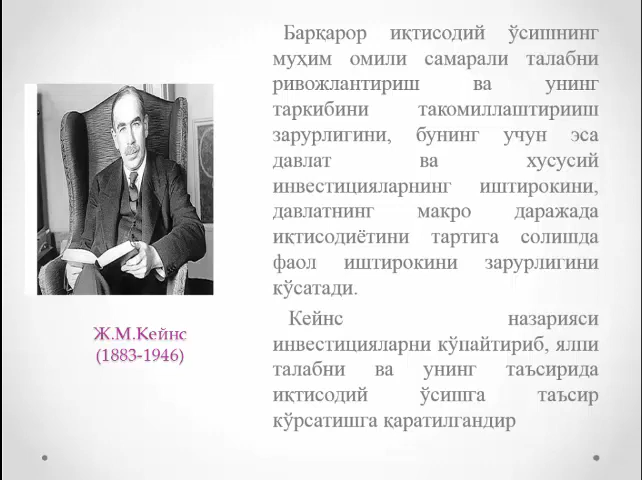 Барқарор иқтисодий ўсишнинг
муҳим омили самарали талабни
ривожлантириш ва унинг
таркибини такомиллаштирииш
зарурлигини, бунинг учун эса
давлат ва хусусий
инвестицияларнинг иштирокини,
давлатнинг макро даражада
иқтисодиётини тартига солишда
фаол иштирокини зарурлигини
кўсатади.
Кейнс назарияси
инвестицияларни кўпайтириб, ялпи
талабни ва унинг таъсирида
иқтисодий ўсишга таъсир
кўрсатишга қаратилгандир
Ж.М.Кейнс
(1883-1946)